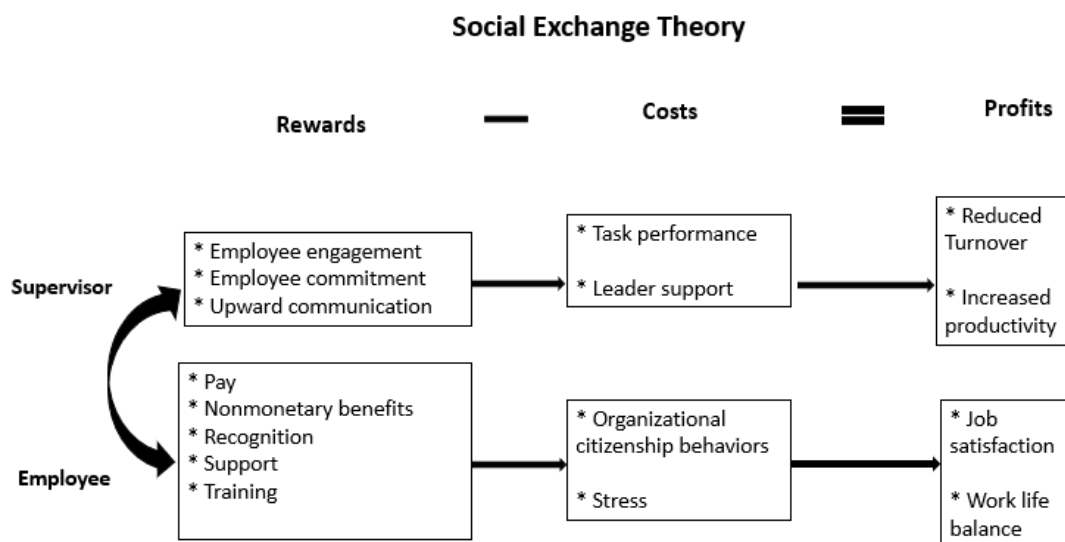 Social Exchange Theory
Rewards
Costs
Profits
Supervisor
* Employee engagement
* Employee commitment
* Upward communication
* Task performance
* Leader support
* Reduced
Turnover
* Increased
productivity
Employee
* Pay
* Nonmonetary benefits
* Recognition
* Support
* Training
* Organizational
citizenship behaviors
* Stress
* Job
satisfaction
* Work life
balance